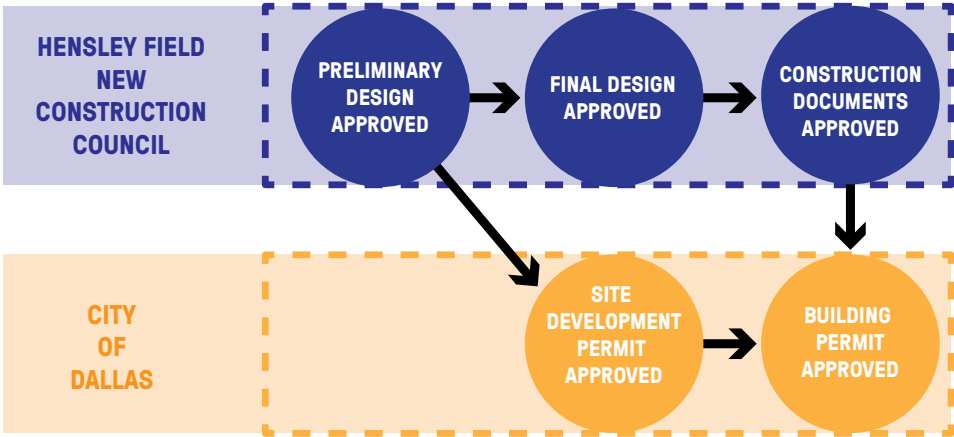 HENSLEY FIELD
NEW
CONSTRUCTION
COUNCIL
PRELIMINARY
DESIGN
APPROVED
FINAL DESIGN
APPROVED
CONSTRUCTION
DOCUMENTS
APPROVED
CITY
OF
DALLAS
SITE
DEVELOPMENT
PERMIT
APPROVED
BUILDING
PERMIT
APPROVED